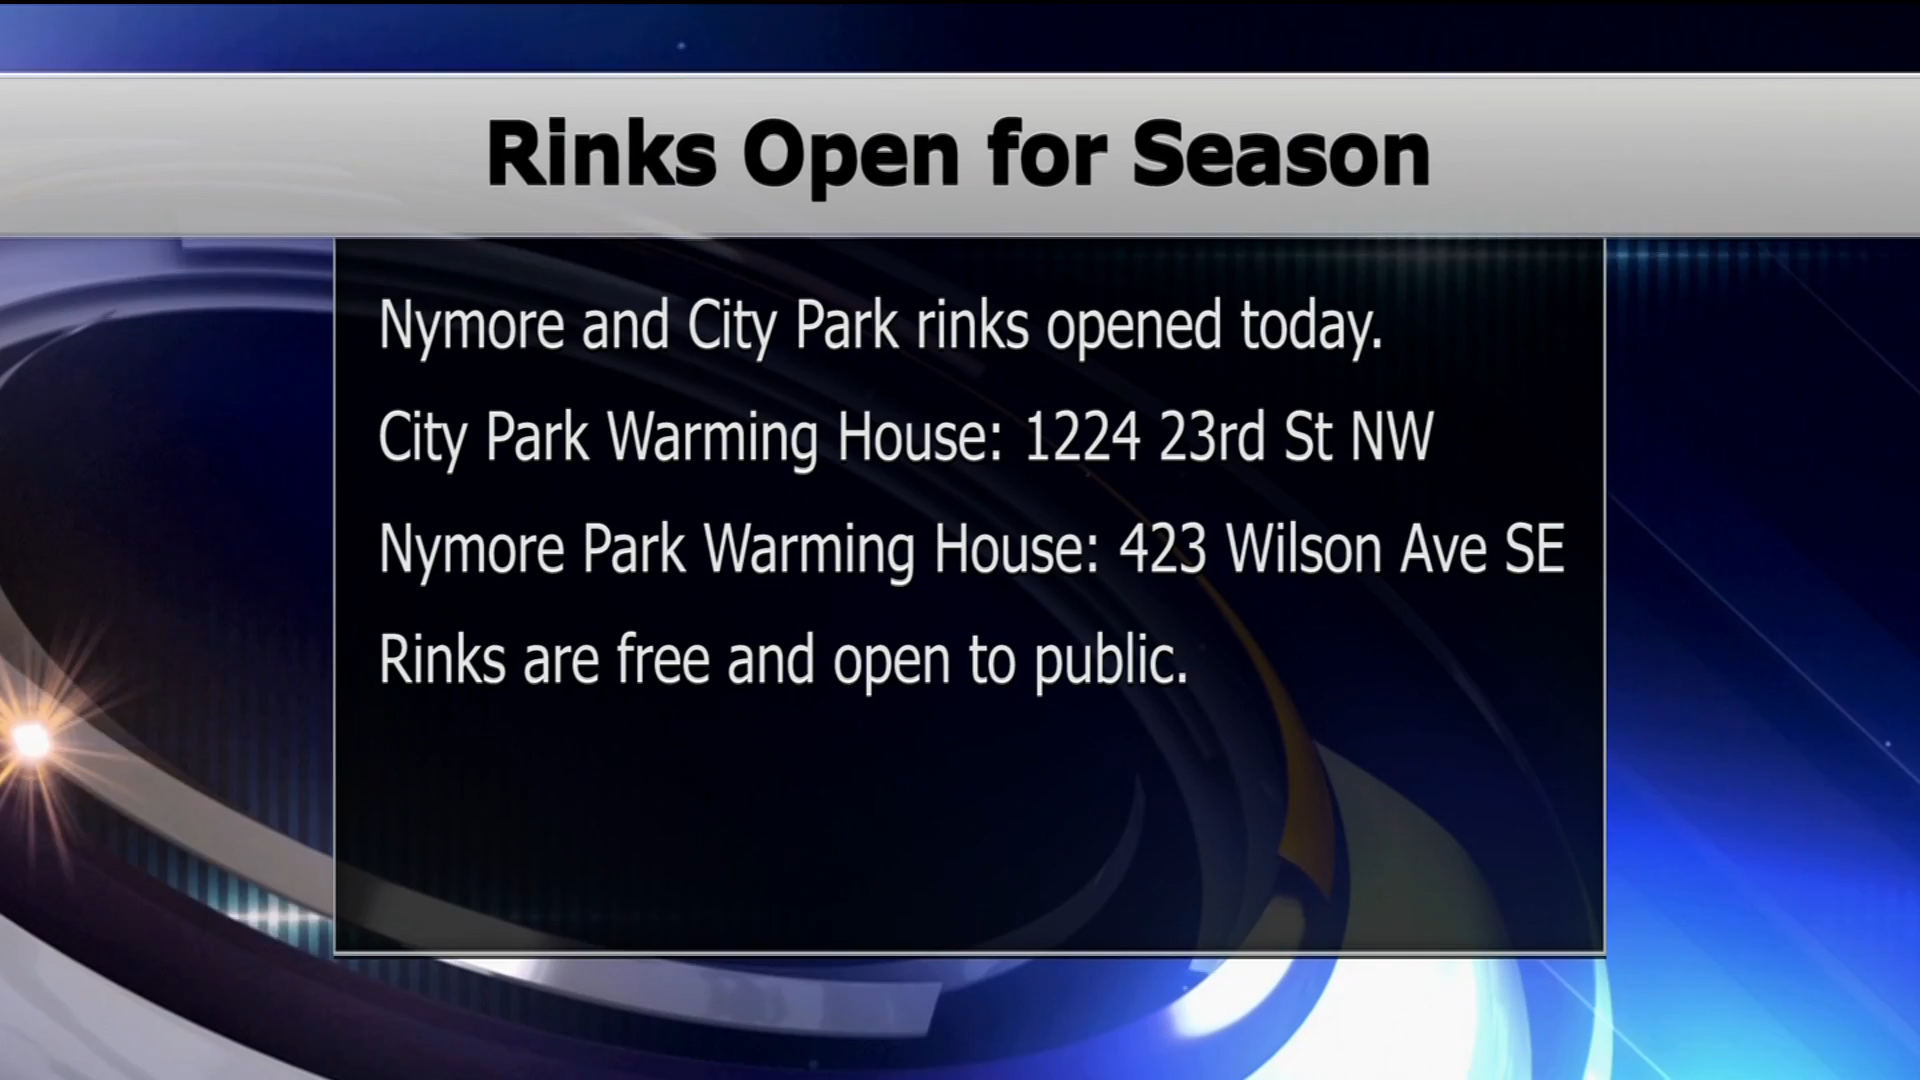 Rinks Open for Season
Nymore and City Park rinks opened today.
City Park Warming House: 1224 23rd St NW
Nymore Park Warming House: 423 Wilson Ave SE
Rinks are free and open to public.